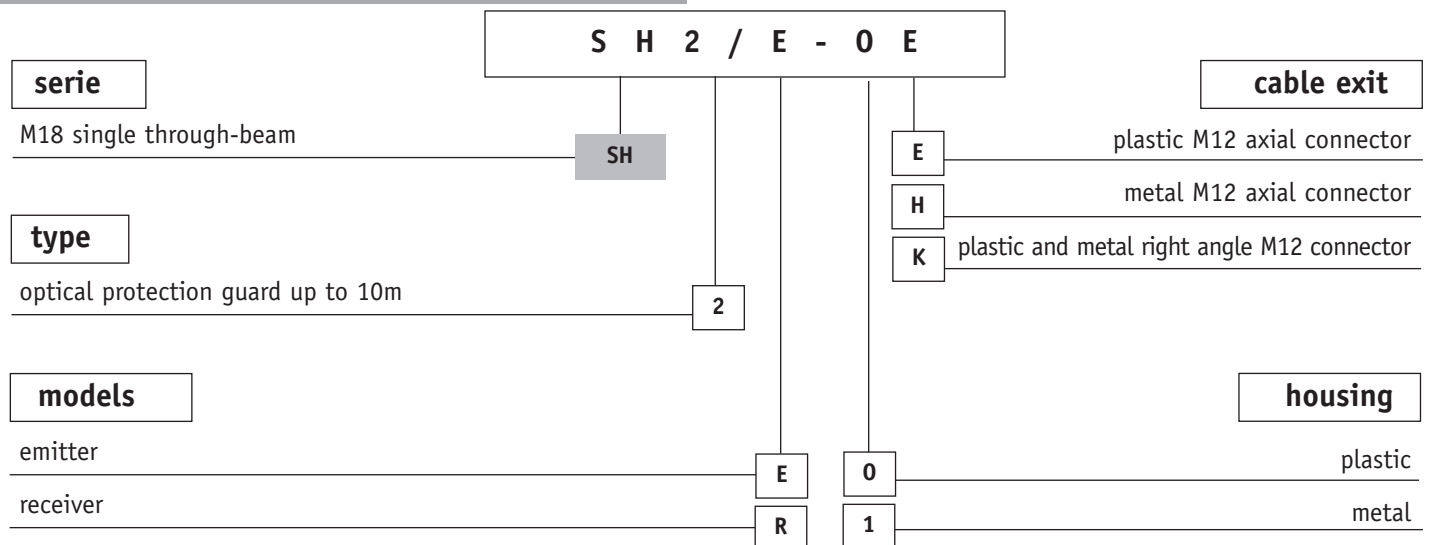 S H 2 / E - 0 E
serie
cable exit
M18 single through-beam
SH
E
plastic M12 axial connector
H
metal M12 axial connector
type
K
plastic and metal right angle M12 connector
optical protection guard up to 10m
2
models
housing
emitter
E
0
plastic
receiver
R
1
metal